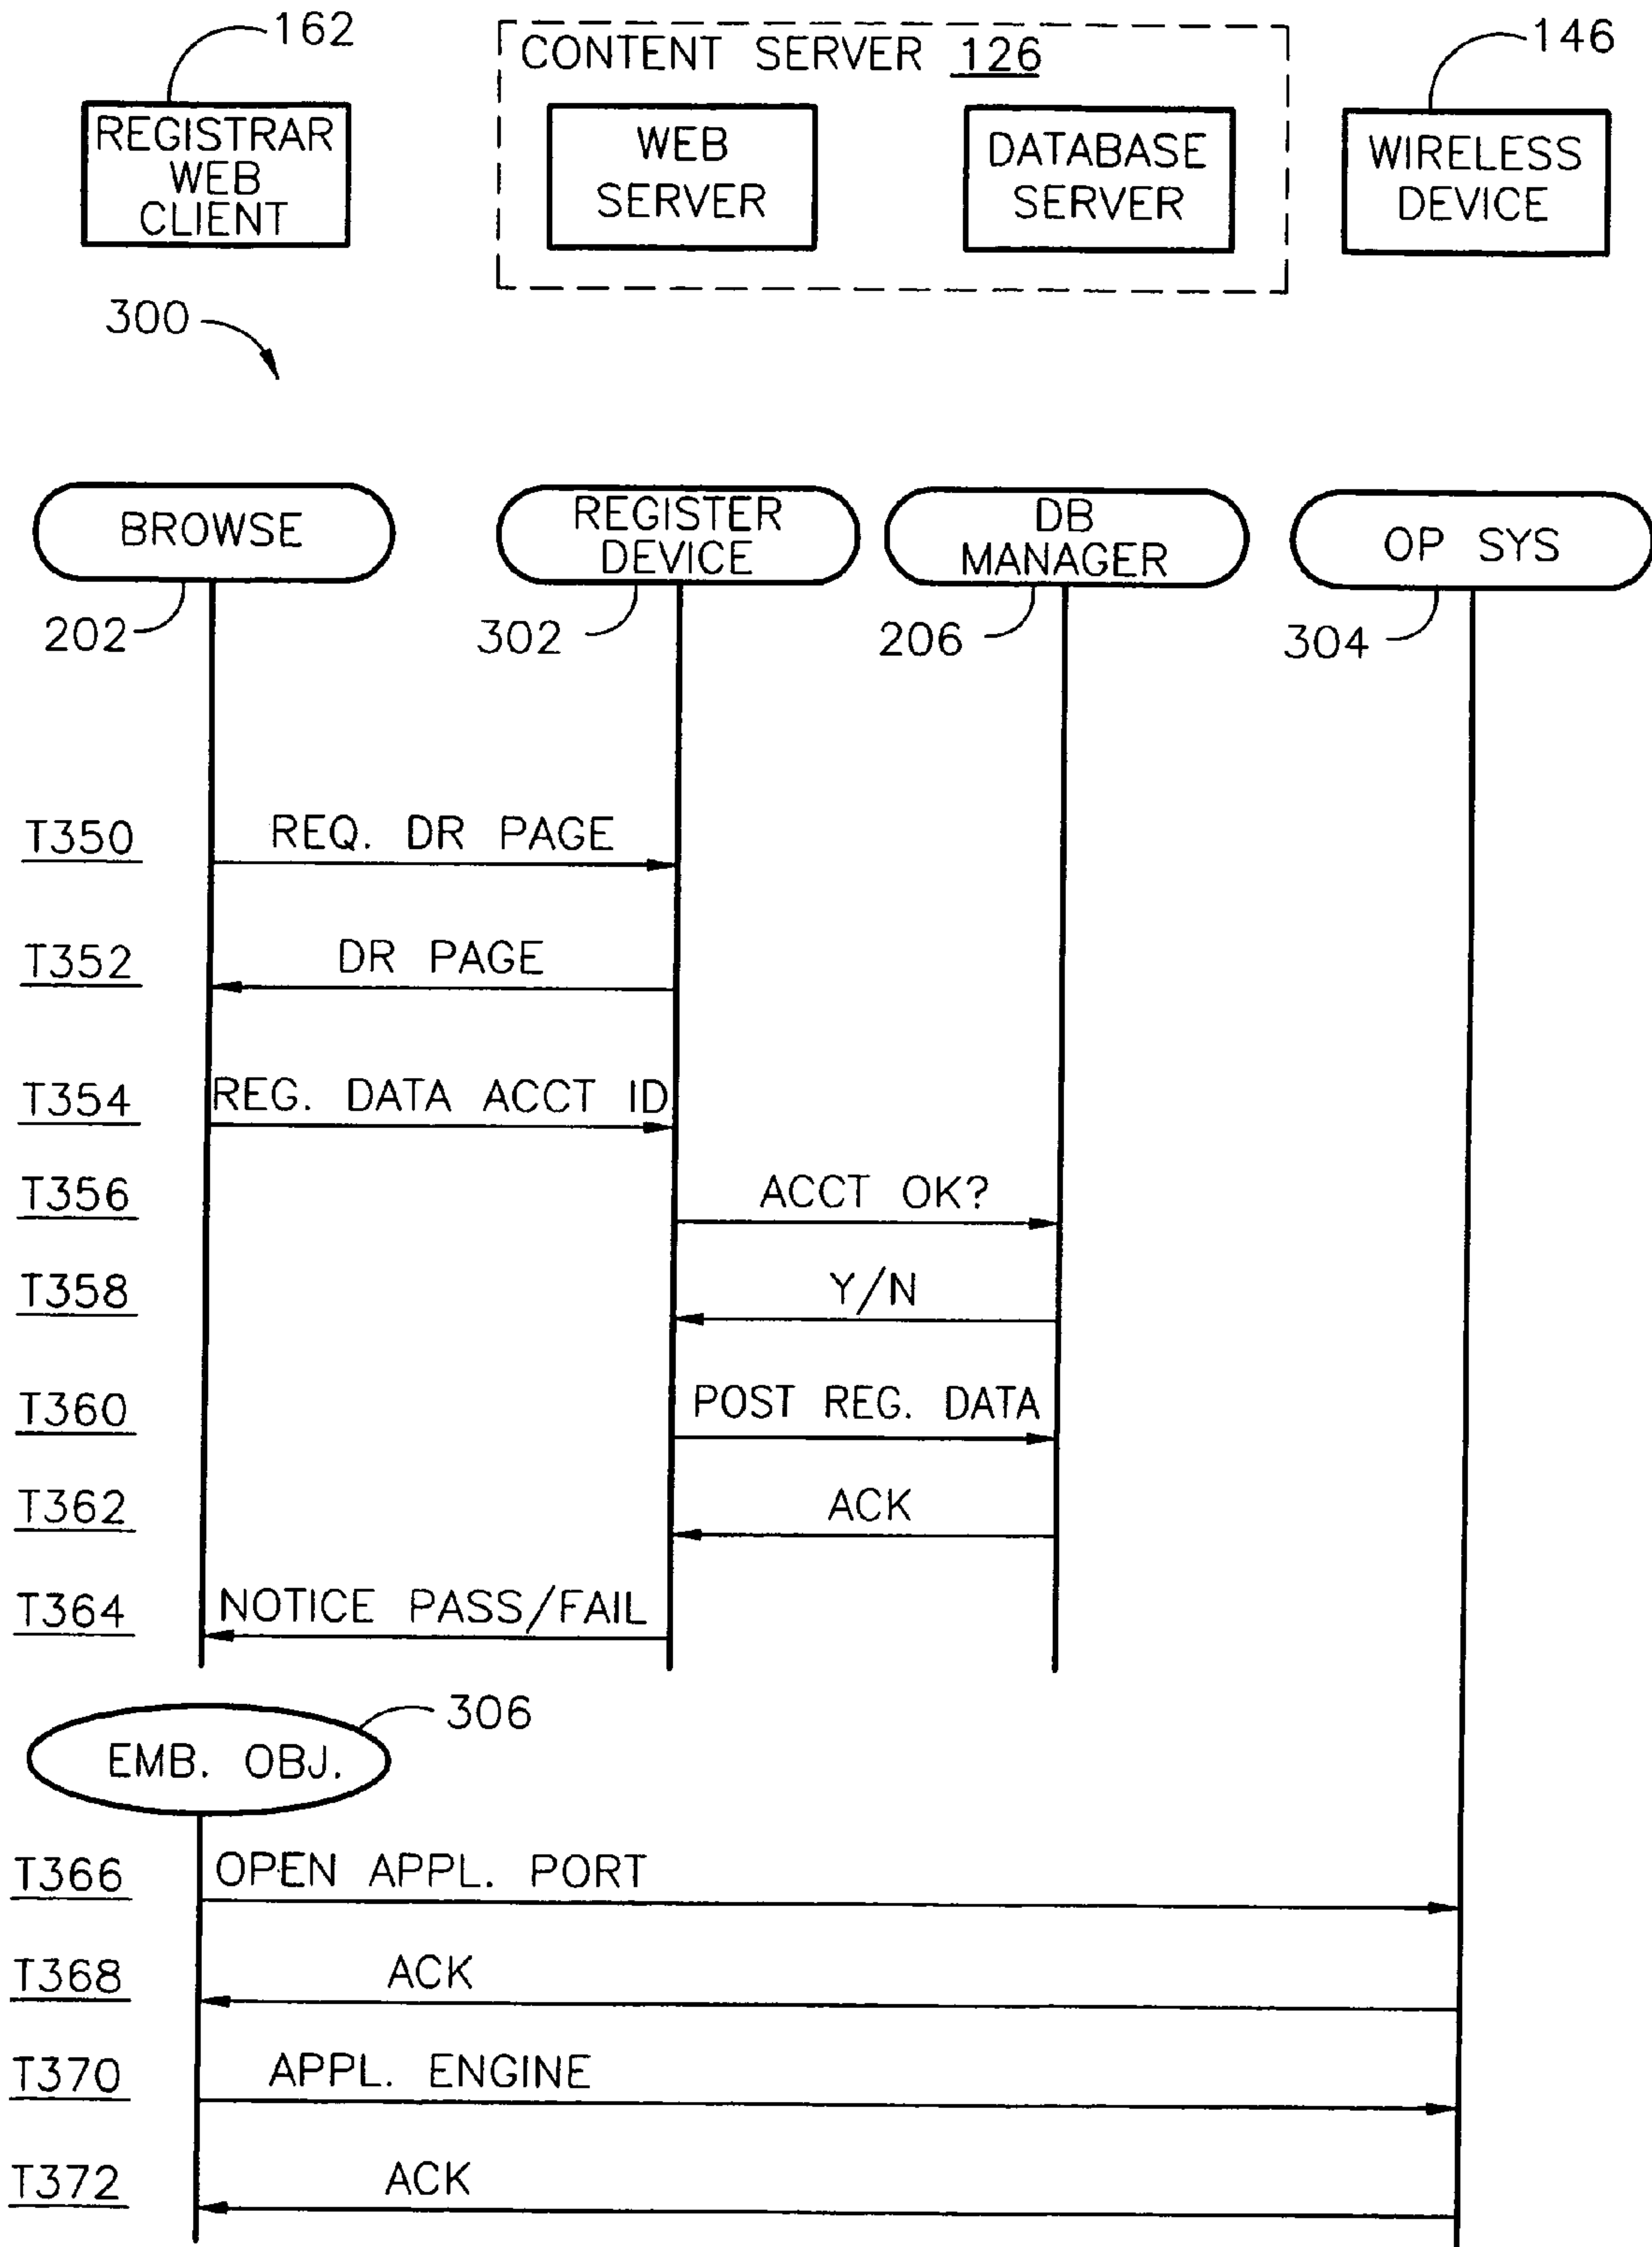 162
CONTENT SERVER 126
146
REGISTRAR
WEB
CLIENT
WEB
SERVER
DATABASE
SERVER
WIRELESS
DEVICE
300
BROWSE
REGISTER
DEVICE
DB
MANAGER
OP SYS
202
302
206
304
T350
REQ. DR PAGE
T352
DR PAGE
T354
REG. DATA ACCT ID
T356
ACCT OK?
T358
Y/N
T360
POST REG. DATA
T362
ACK
T364
NOTICE PASS/FAIL
306
EMB. OBJ.
T366
OPEN APPL. PORT
T368
ACK
T370
APPL. ENGINE
T372
ACK